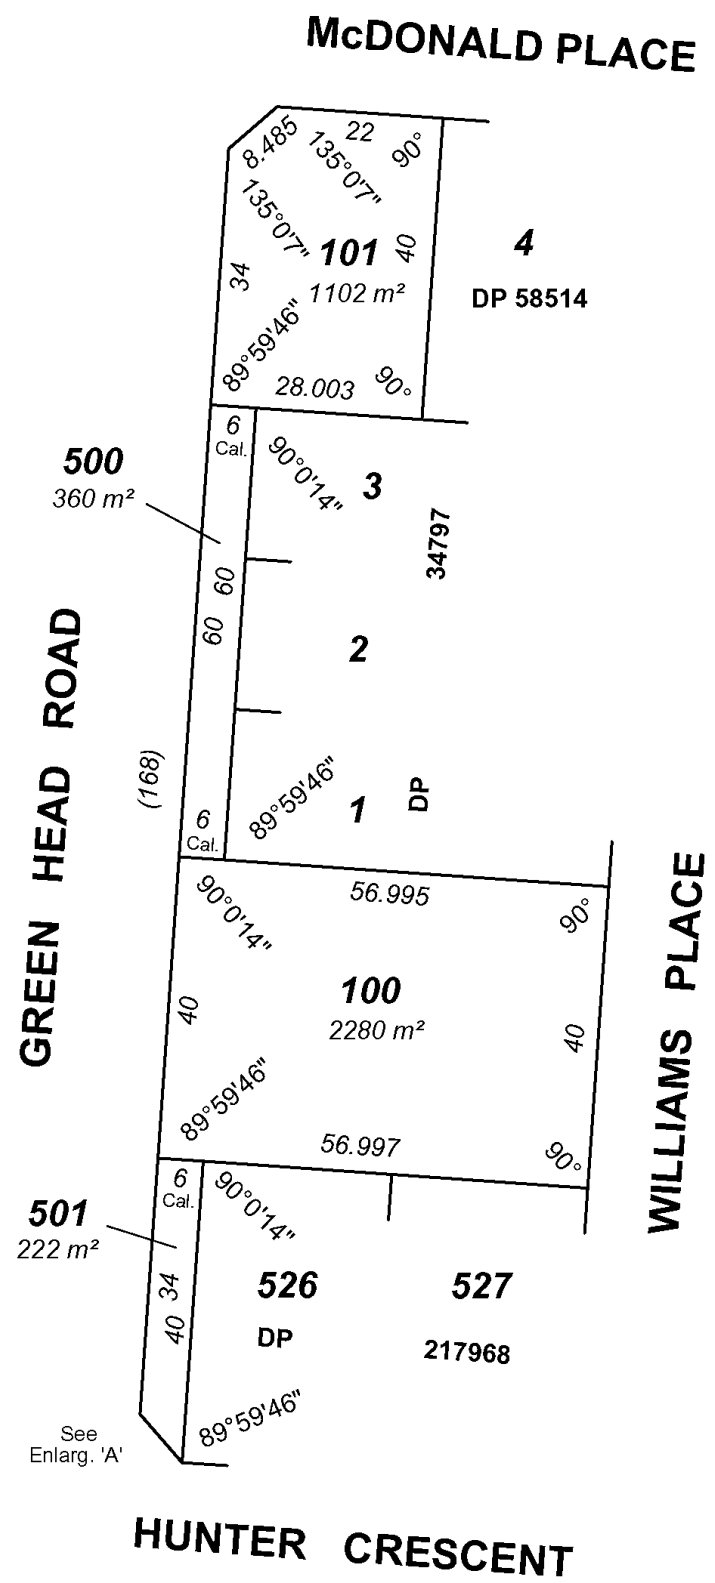 McDONALD PLACE
22
8.485
135°0'7"
90°
135°0'7"
101
1102 m²
40
34
4
DP 58514
89°59'46"
28.003
90°
6
Cal.
90°0'14"
500
360 m²
3
34797
60
60
2
GREEN HEAD ROAD
(168)
89°59'46"
1
DP
6
Cal.
56.995
90°0'14"
90°
100
2280 m²
40
40
WILLIAMS PLACE
89°59'46"
56.997
90°
6
Cal.
90°0'14"
501
222 m²
34
40
526
527
DP
217968
89°59'46"
See
Enlarg. 'A'
HUNTER CRESCENT